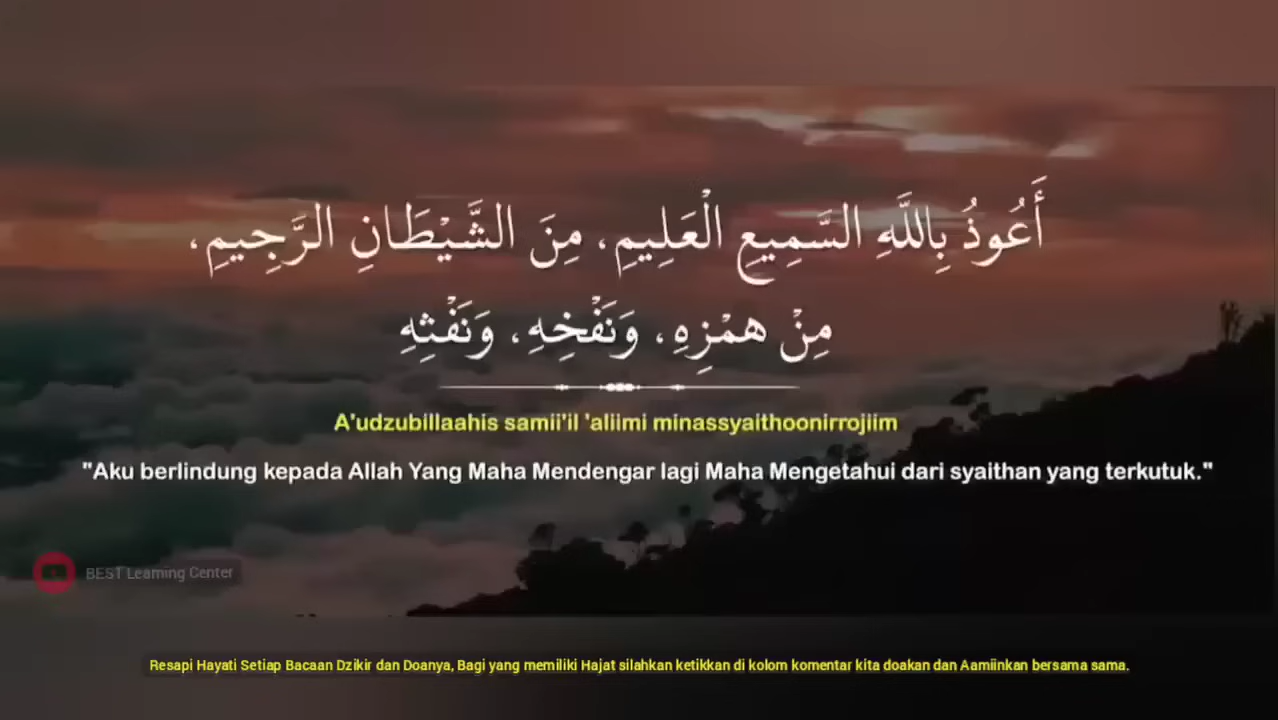 أَعُوذُ بِاللَّهِ السَّمِيعِ الْعَلِيمِ، مِنَ الشَّيْطَانِ الرَّجِيمِ،
مِنْ هَمْزِهِ، وَنَفْخِهِ، وَنَفْثِهِ
A'udzubillaahis samii'il 'aliimi minassyaithoonirrojiim
"Aku berlindung kepada Allah Yang Maha Mendengar lagi Maha Mengetahui dari syaithan yang terkutuk."
BEST Learning Center
Resapi Hayati Setiap Bacaan Dzikir dan Doanya, Bagi yang memiliki Hajat silahkan ketikkan di kolom komentar kita doakan dan Aamiinkan bersama sama.